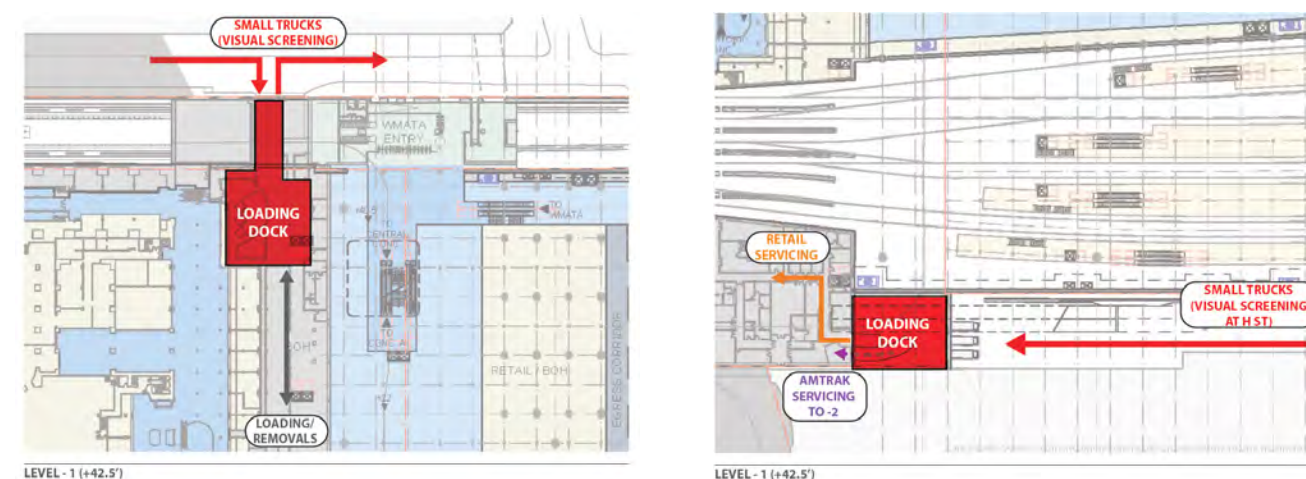 SMALL TRUCKS
(VISUAL SCREENING)
WMATA
ENTRY
LOADING
DOCK
TO
WMATA
TO
CENTRAL
TO
RETAIL / BOH
BOH
EGRESS CORRIDOR
LOADING/
REMOVALS
LEVEL - 1 (+42.5')
RETAIL
SERVICING
LOADING
DOCK
SMALL TRUCKS
(VISUAL SCREENING
AT H ST)
AMTRAK
SERVICING
TO -2
LEVEL - 1 (+42.5')